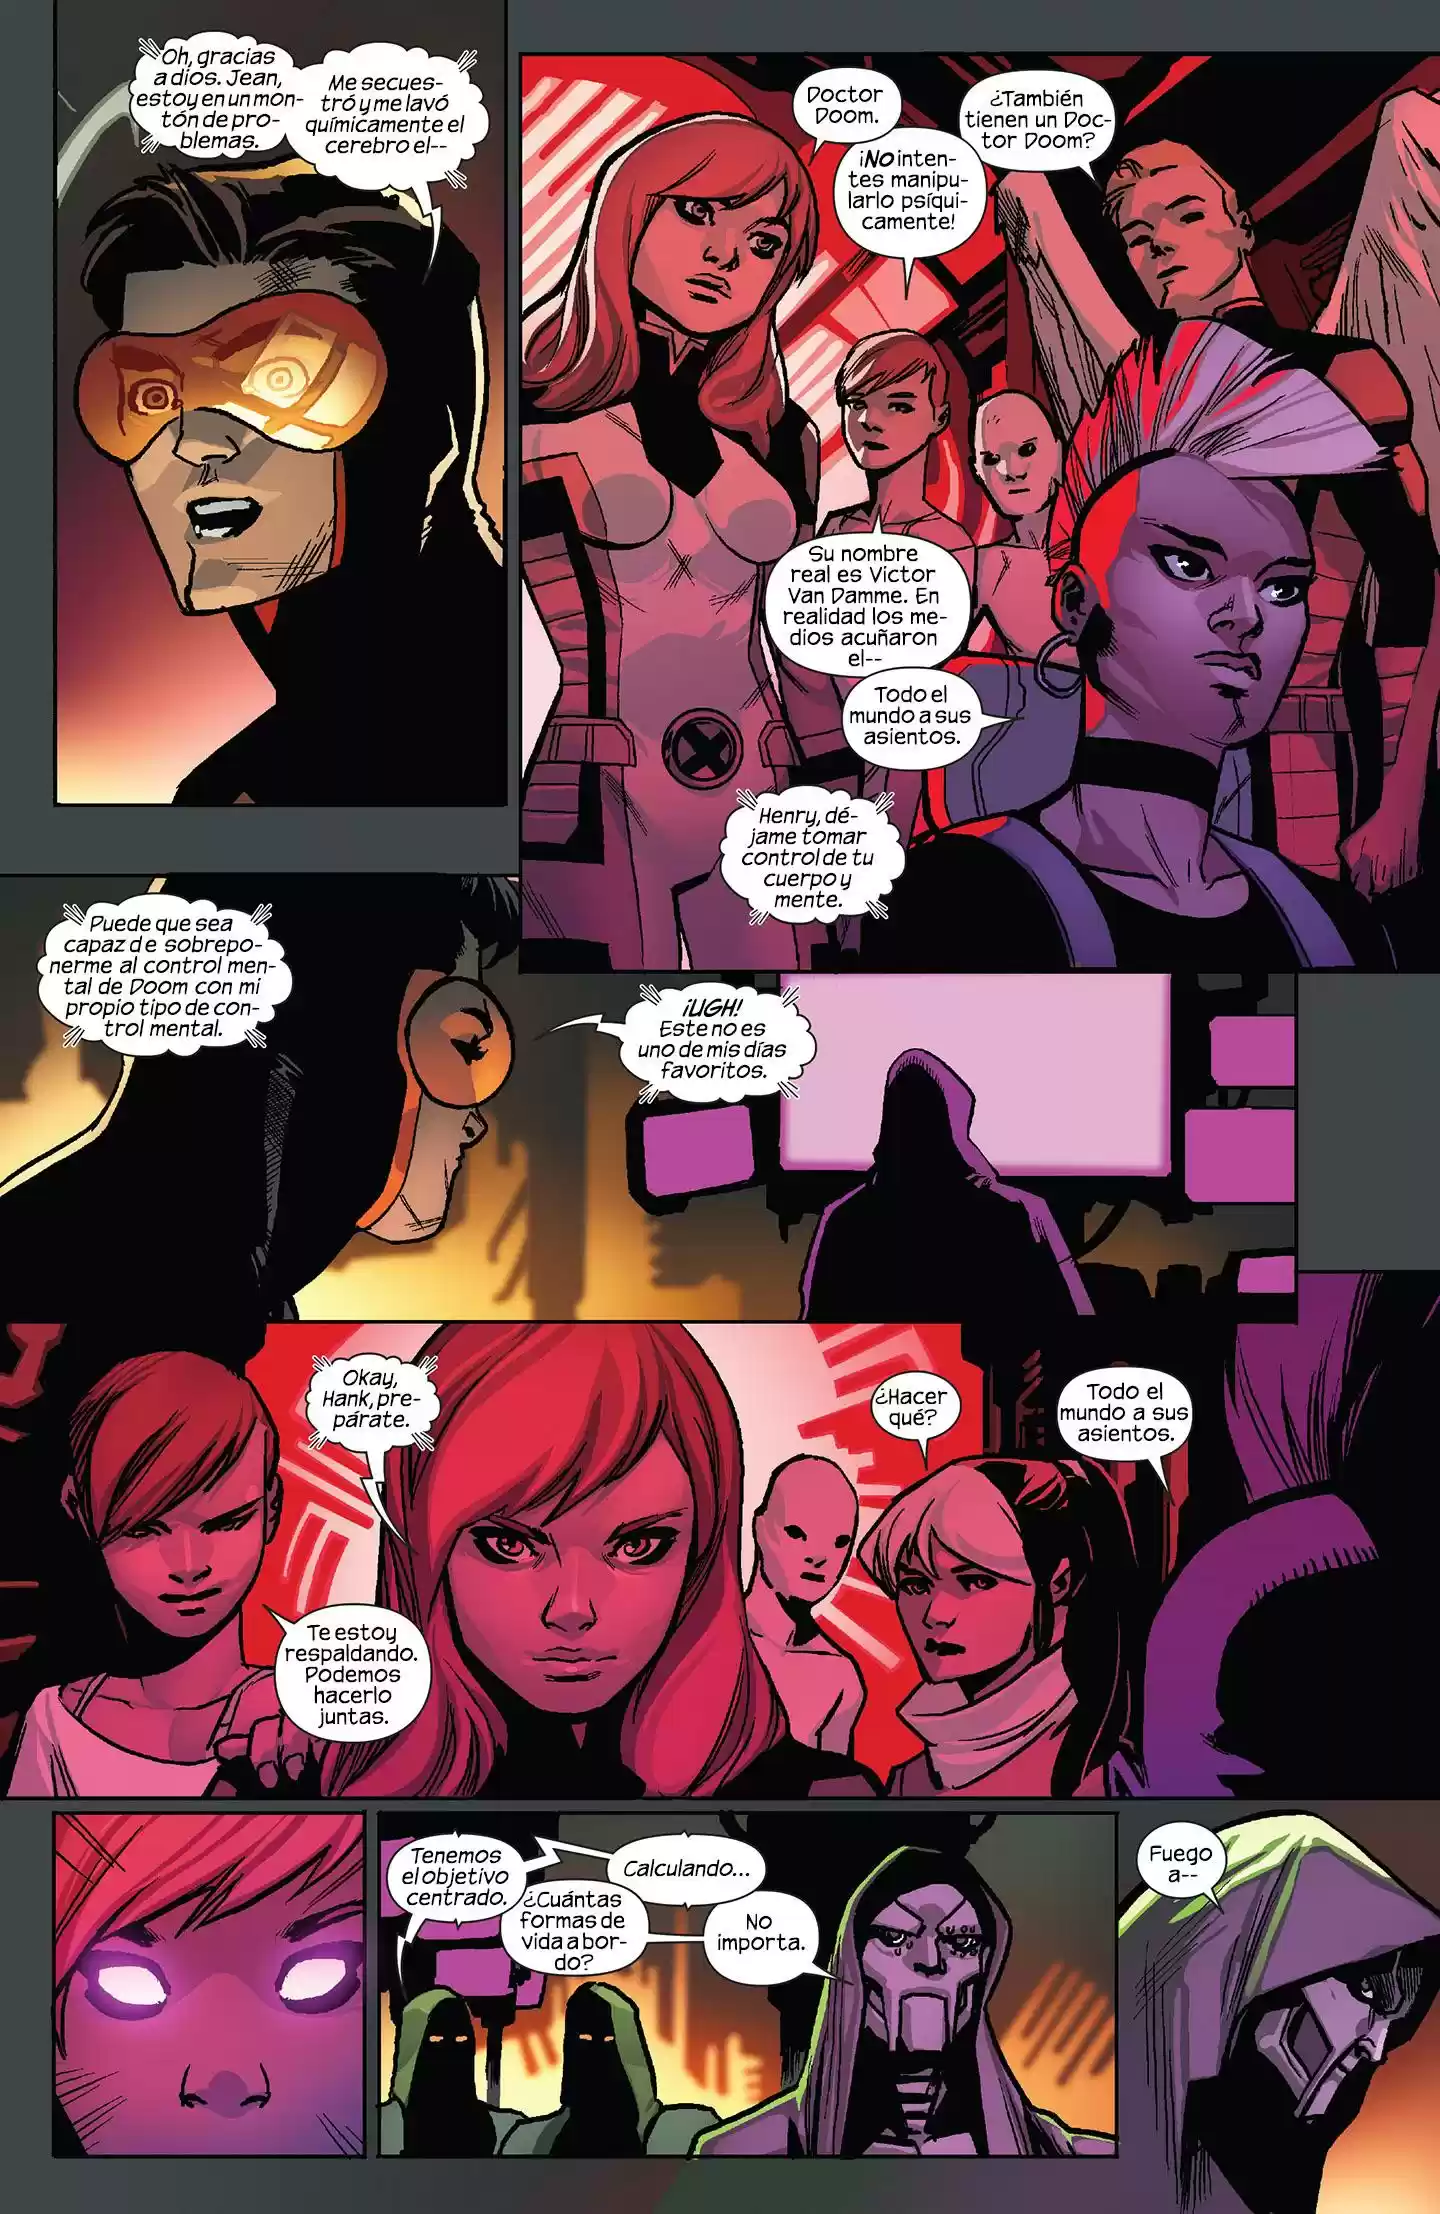 Oh, gracias
a dios. Jean,
estoy en un mon-
tón de pro-
blemas.
Me secues-
tró y me lavó
químicamente el
cerebro el--
Doctor
Doom.
¡NO inten-
tes manipu-
larlo psíqui-
camente!
¿También
tienen un Doc-
tor Doom?
Su nombre
real es Victor
Van Damme. En
realidad los me-
dios acuñaron
el--
Todo el
mundo a sus
asientos.
Henry, dé-
jame tomar
control de tu
cuerpo y
mente.
Puede que sea
capaz de sobrepo-
nerme al control men-
tal de Doom con mi
propio tipo de con-
trol mental.
¡UGH!
Este no es
uno de mis días
favoritos.
Okay,
Hank, pre-
párate.
Te estoy
respaldando.
Podemos
hacerlo
juntas.
¿Hacer
qué?
Todo el
mundo a sus
asientos.
Tenemos
el objetivo
centrado.
¿Cuántas
formas de
vida a bor-
do?
Calculando...
No
importa.
Fuego
a--